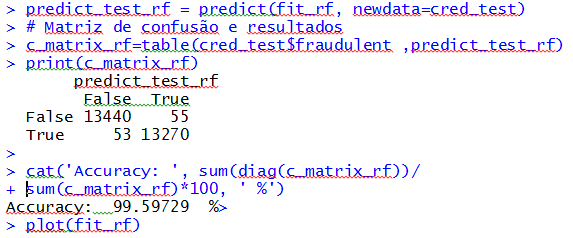 > predict_test_rf = predict(fit_rf, newdata=cred_test)
> # Matriz de confusão e resultados
> c_matrix_rf=table(cred_test$fraudulent ,predict_test_rf)
> print(c_matrix_rf)
       predict_test_rf
        False  True
  False 13440    55
  True     53 13270
>
> cat('Accuracy: ', sum(diag(c_matrix_rf))/
+ sum(c_matrix_rf)*100, ' %')
Accuracy:  99.59729  %>
> plot(fit_rf)